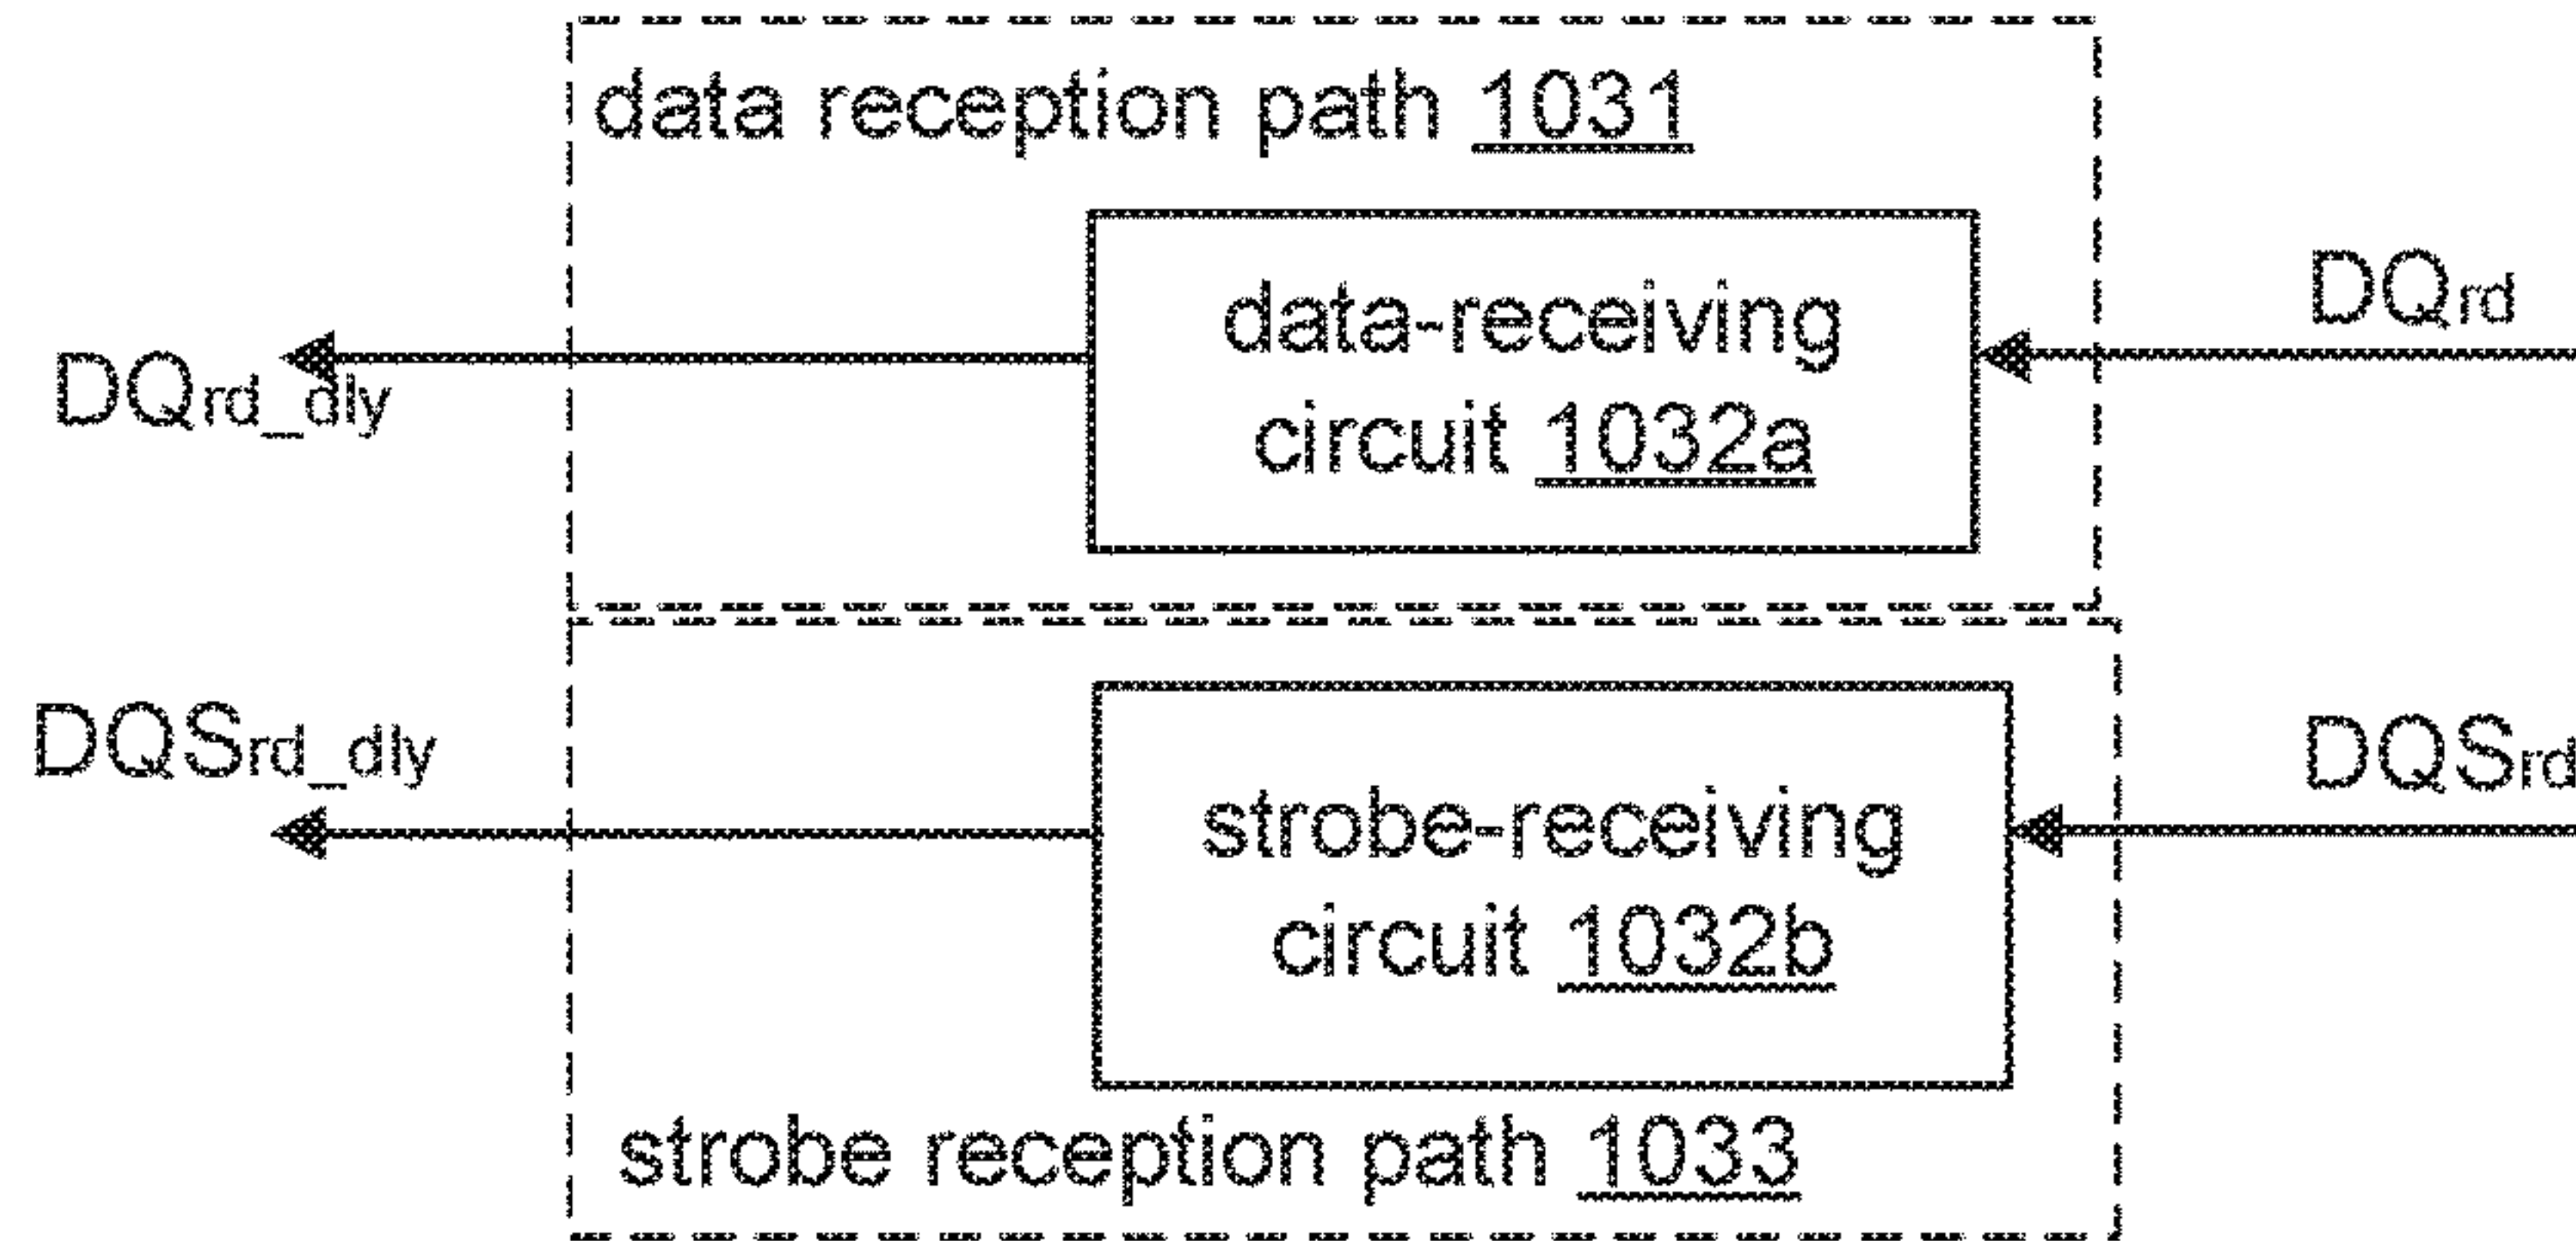 data reception path 1031
data-receiving
circuit 1032a
DQrd
DQrd_dly
DQSrd_dly
strobe-receiving
circuit 1032b
DQSrd
strobe reception path 1033